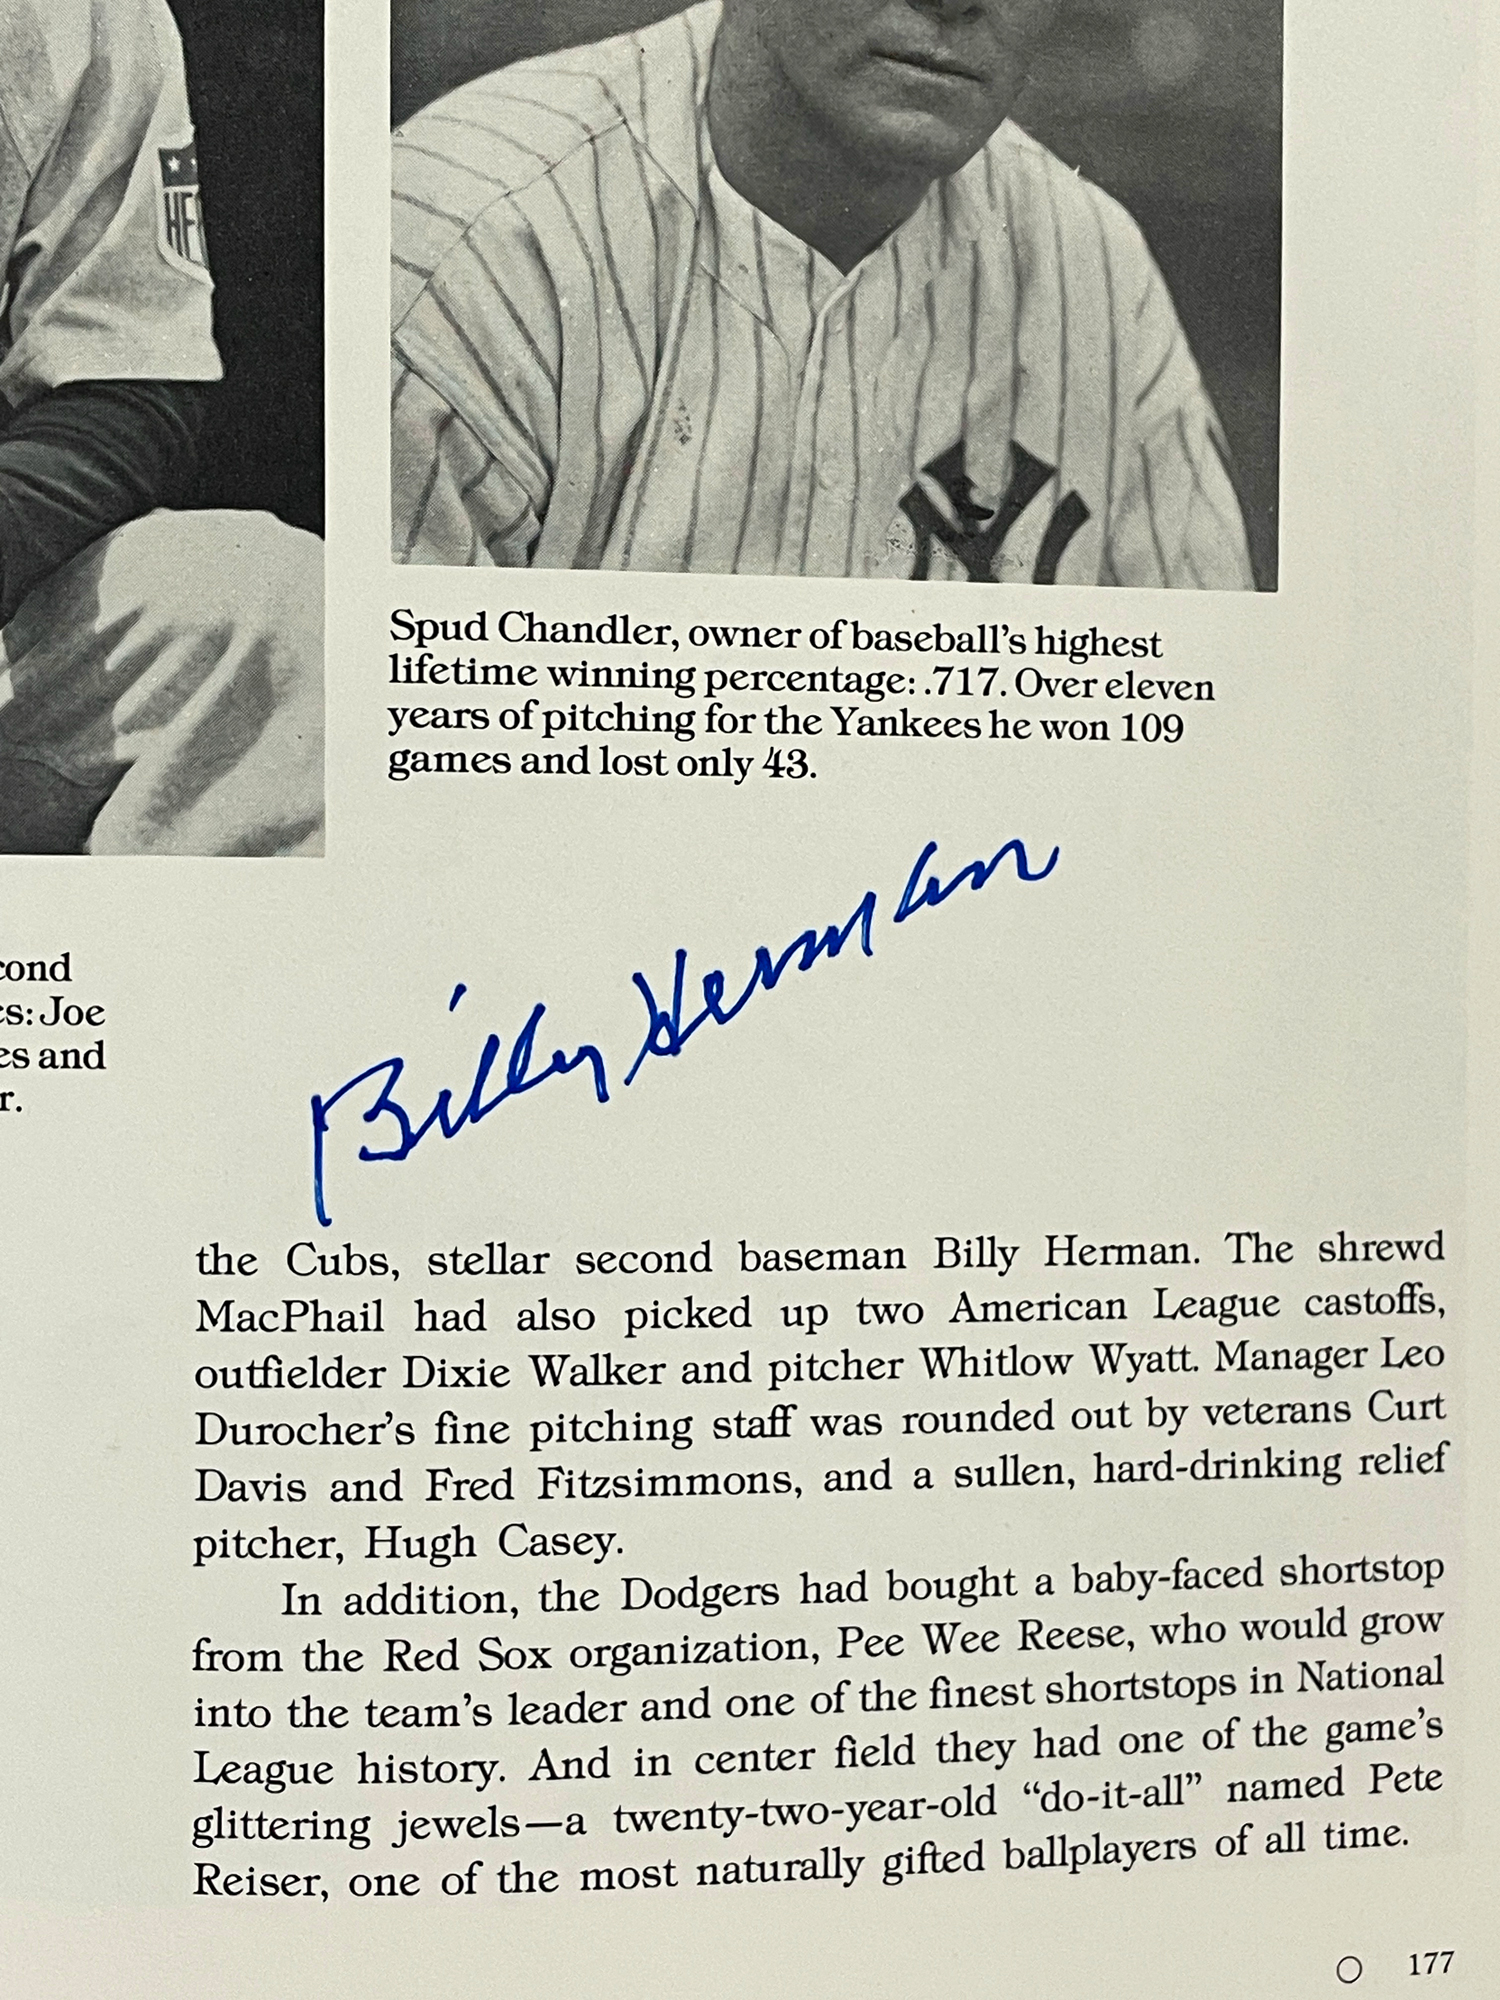 HE
NY
Spud Chandler, owner of baseball's highest
lifetime winning percentage: .717. Over eleven
years of pitching for the Yankees he won 109
games and lost only 43.
Billy Herman
cond
es: Joe
es and
r.
the Cubs, stellar second baseman Billy Herman. The shrewd
MacPhail had also picked up two American League castoffs,
outfielder Dixie Walker and pitcher Whitlow Wyatt. Manager Leo
Durocher's fine pitching staff was rounded out by veterans Curt
Davis and Fred Fitzsimmons, and a sullen, hard-drinking relief
pitcher, Hugh Casey.
In addition, the Dodgers had bought a baby-faced shortstop
from the Red Sox organization, Pee Wee Reese, who would grow
into the team's leader and one of the finest shortstops in National
League history. And in center field they had one of the game's
glittering jewels—a twenty-two-year-old “do-it-all” named Pete
Reiser, one of the most naturally gifted ballplayers of all time.
○ 177